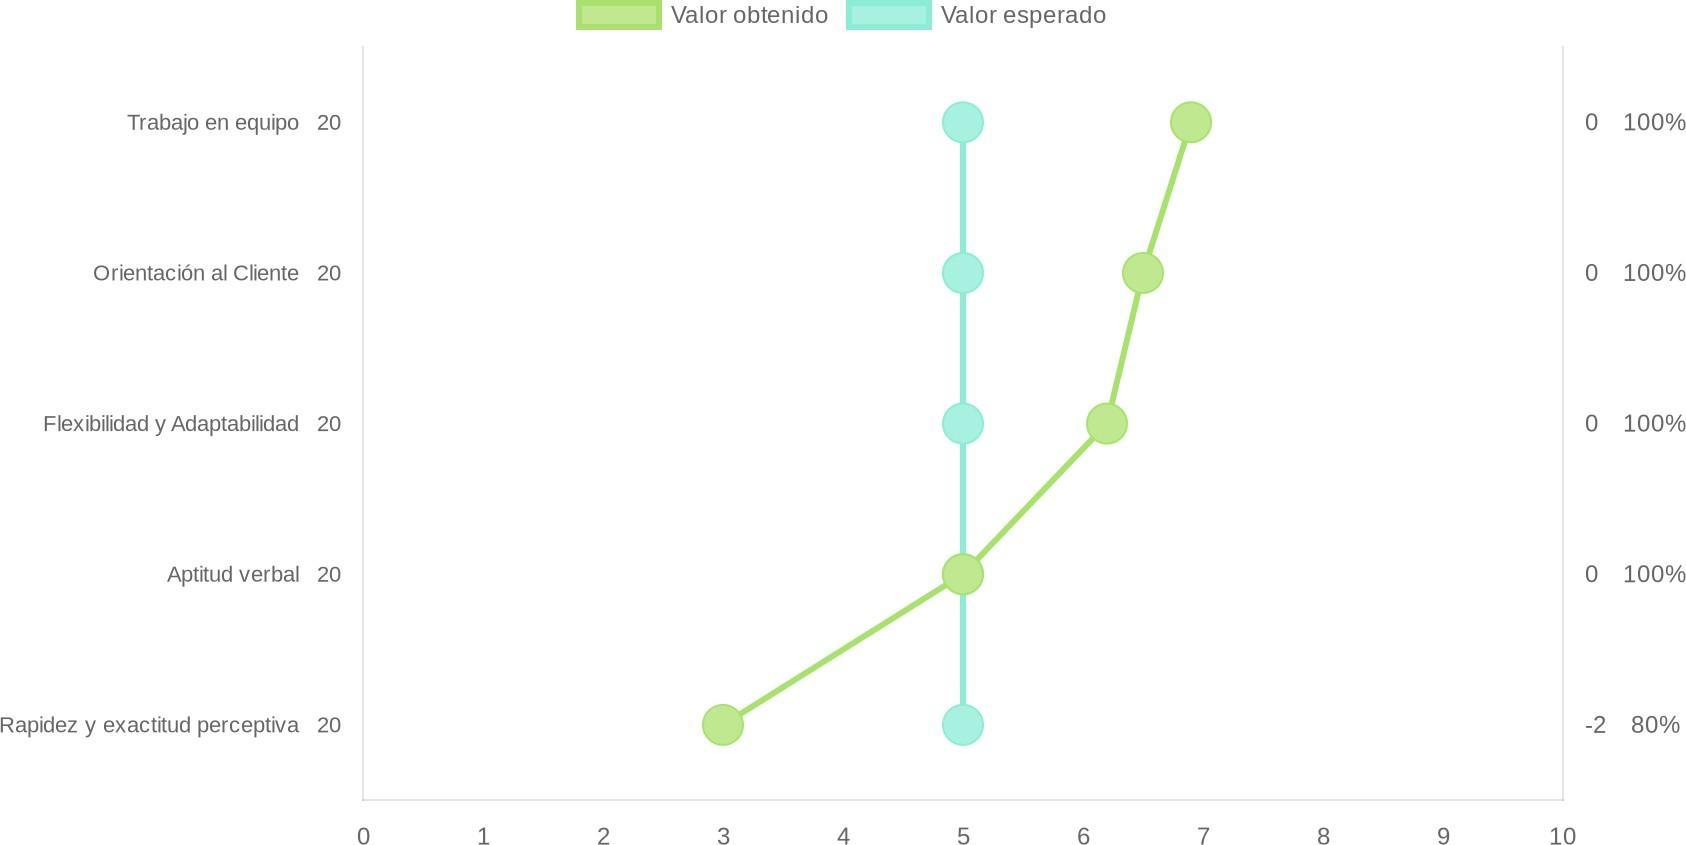 Valor obtenido Valor esperado
Trabajo en equipo 20 0 100%
Orientación al Cliente 20 0 100%
Flexibilidad y Adaptabilidad 20 0 100%
Aptitud verbal 20 0 100%
Rapidez y exactitud perceptiva 20 -2 80%
0 1 2 3 4 5 6 7 8 9 10